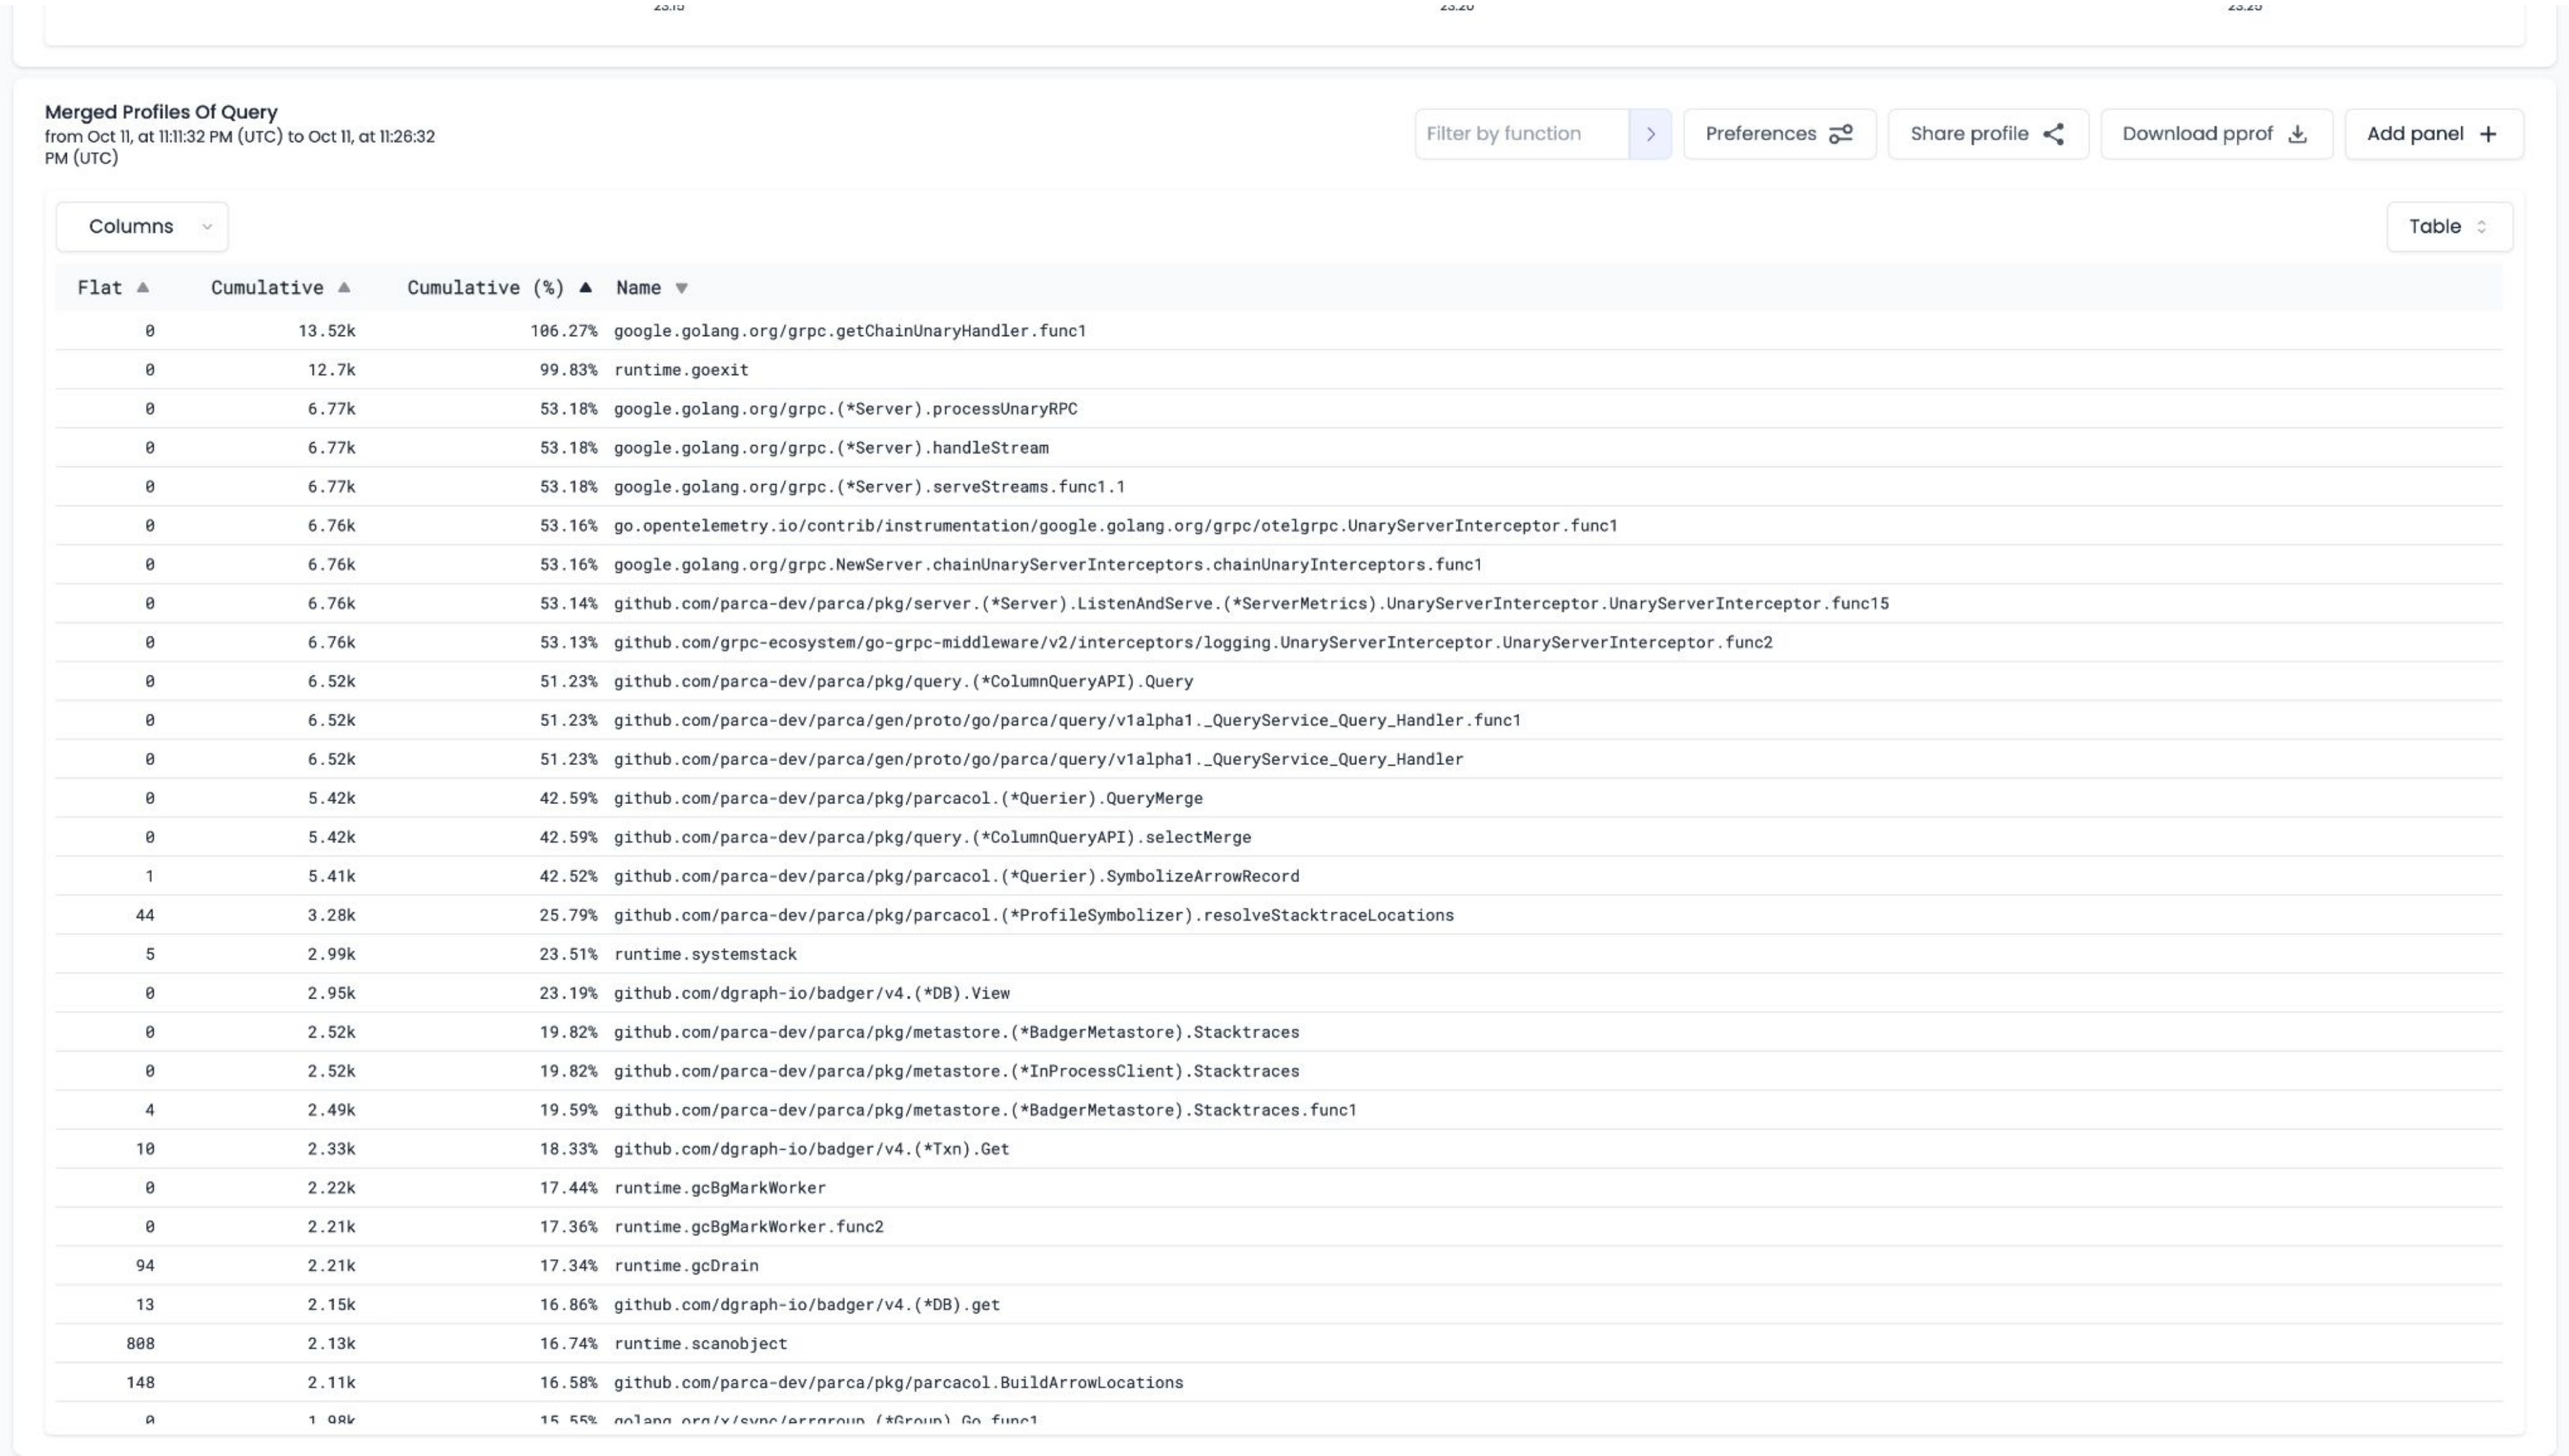 23:15 23:20 23:25
Merged Profiles Of Query
from Oct 11, at 11:11:32 PM (UTC) to Oct 11, at 11:26:32
PM (UTC)
Filter by function Preferences Share profile Download pprof Add panel
Columns Table
Flat Cumulative Cumulative (%) Name
0 13.52k 106.27% google.golang.org/grpc.getChainUnaryHandler.func1
0 12.7k 99.83% runtime.goexit
0 6.77k 53.18% google.golang.org/grpc.(*Server).processUnaryRPC
0 6.77k 53.18% google.golang.org/grpc.(*Server).handleStream
0 6.77k 53.18% google.golang.org/grpc.(*Server).serveStreams.func1.1
0 6.76k 53.16% go.opentelemetry.io/contrib/instrumentation/google.golang.org/grpc/otelgrpc.UnaryServerInterceptor.func1
0 6.76k 53.16% google.golang.org/grpc.NewServer.chainUnaryServerInterceptors.chainUnaryInterceptors.func1
0 6.76k 53.14% github.com/parca-dev/parca/pkg/server.(*Server).ListenAndServe.(*ServerMetrics).UnaryServerInterceptor.UnaryServerInterceptor.func15
0 6.76k 53.13% github.com/grpc-ecosystem/go-grpc-middleware/v2/interceptors/logging.UnaryServerInterceptor.UnaryServerInterceptor.func2
0 6.52k 51.23% github.com/parca-dev/parca/pkg/query.(*ColumnQueryAPI).Query
0 6.52k 51.23% github.com/parca-dev/parca/gen/proto/go/parca/query/v1alpha1._QueryService_Query_Handler.func1
0 6.52k 51.23% github.com/parca-dev/parca/gen/proto/go/parca/query/v1alpha1._QueryService_Query_Handler
0 5.42k 42.59% github.com/parca-dev/parca/pkg/parcacol.(*Querier).QueryMerge
0 5.42k 42.59% github.com/parca-dev/parca/pkg/query.(*ColumnQueryAPI).selectMerge
1 5.41k 42.52% github.com/parca-dev/parca/pkg/parcacol.(*Querier).SymbolizeArrowRecord
44 3.28k 25.79% github.com/parca-dev/parca/pkg/parcacol.(*ProfileSymbolizer).resolveStacktraceLocations
5 2.99k 23.51% runtime.systemstack
0 2.95k 23.19% github.com/dgraph-io/badger/v4.(*DB).View
0 2.52k 19.82% github.com/parca-dev/parca/pkg/metastore.(*BadgerMetastore).Stacktraces
0 2.52k 19.82% github.com/parca-dev/parca/pkg/metastore.(*InProcessClient).Stacktraces
4 2.49k 19.59% github.com/parca-dev/parca/pkg/metastore.(*BadgerMetastore).Stacktraces.func1
10 2.33k 18.33% github.com/dgraph-io/badger/v4.(*Txn).Get
0 2.22k 17.44% runtime.gcBgMarkWorker
0 2.21k 17.36% runtime.gcBgMarkWorker.func2
94 2.21k 17.34% runtime.gcDrain
13 2.15k 16.86% github.com/dgraph-io/badger/v4.(*DB).get
808 2.13k 16.74% runtime.scanobject
148 2.11k 16.58% github.com/parca-dev/parca/pkg/parcacol.BuildArrowLocations
0 1.98k 15.55% golang.org/x/sync/errgroup.(*Group).Go.func1